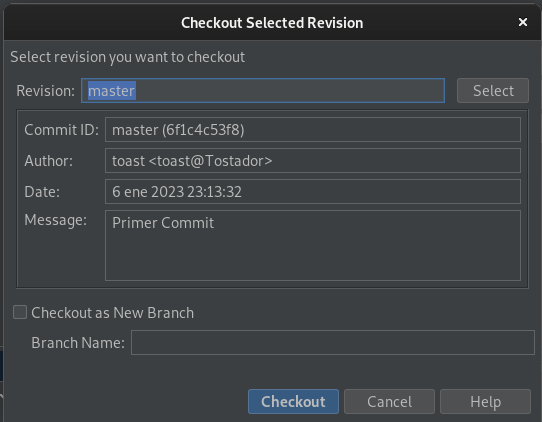 Checkout Selected Revision ×
Select revision you want to checkout
Revision: master Select
Commit ID: master (6f1c4c53f8)
Author: toast <toast@Tostador>
Date: 6 ene 2023 23:13:32
Message: Primer Commit
Checkout as New Branch
Branch Name:
Checkout Cancel Help